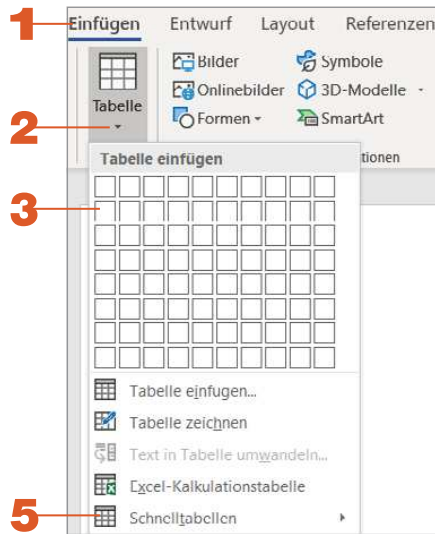 1 Einfügen Entwurf Layout Referenzen
Bilder Symbole
Onlinebilder 3D-Modelle
Tabelle
2 Formen SmartArt
Tabelle einfügen tionen
3
Tabelle einfugen...
Tabelle zeichnen
Text in Tabelle umwandeln...
Excel-Kalkulationstabelle
5 Schnelltabellen